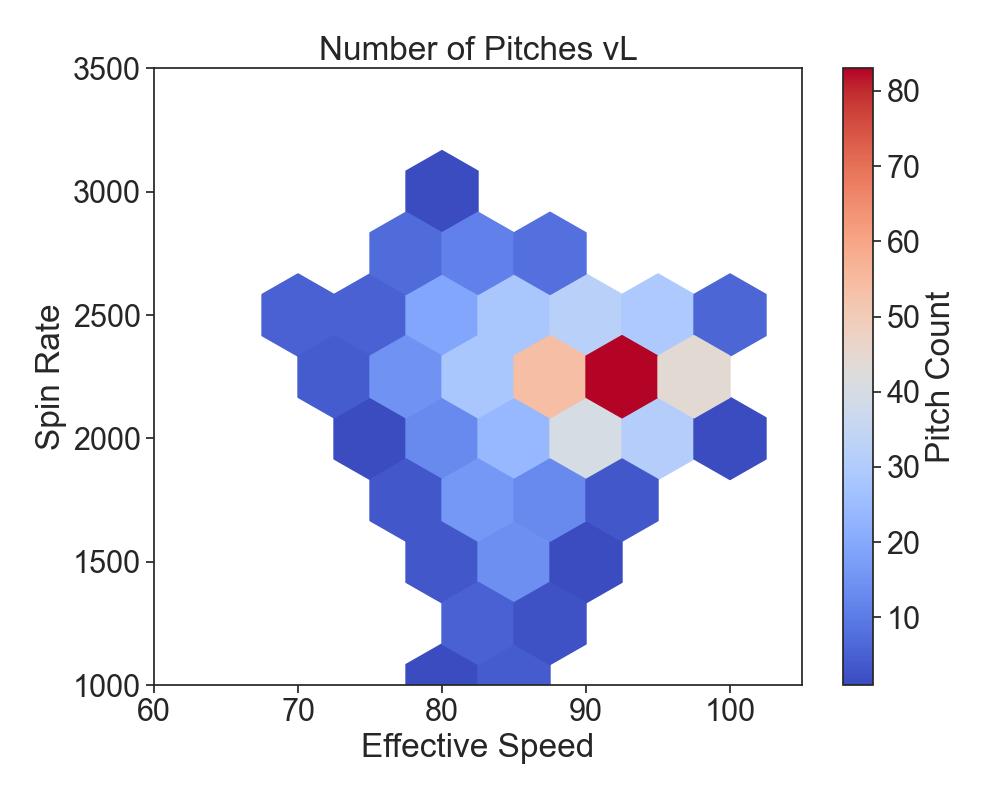 Number of Pitches vL
3500
3000
2500
2000
1500
1000
Spin Rate
60 70 80 90 100
Effective Speed
80
70
60
50
40
30
20
10
Pitch Count